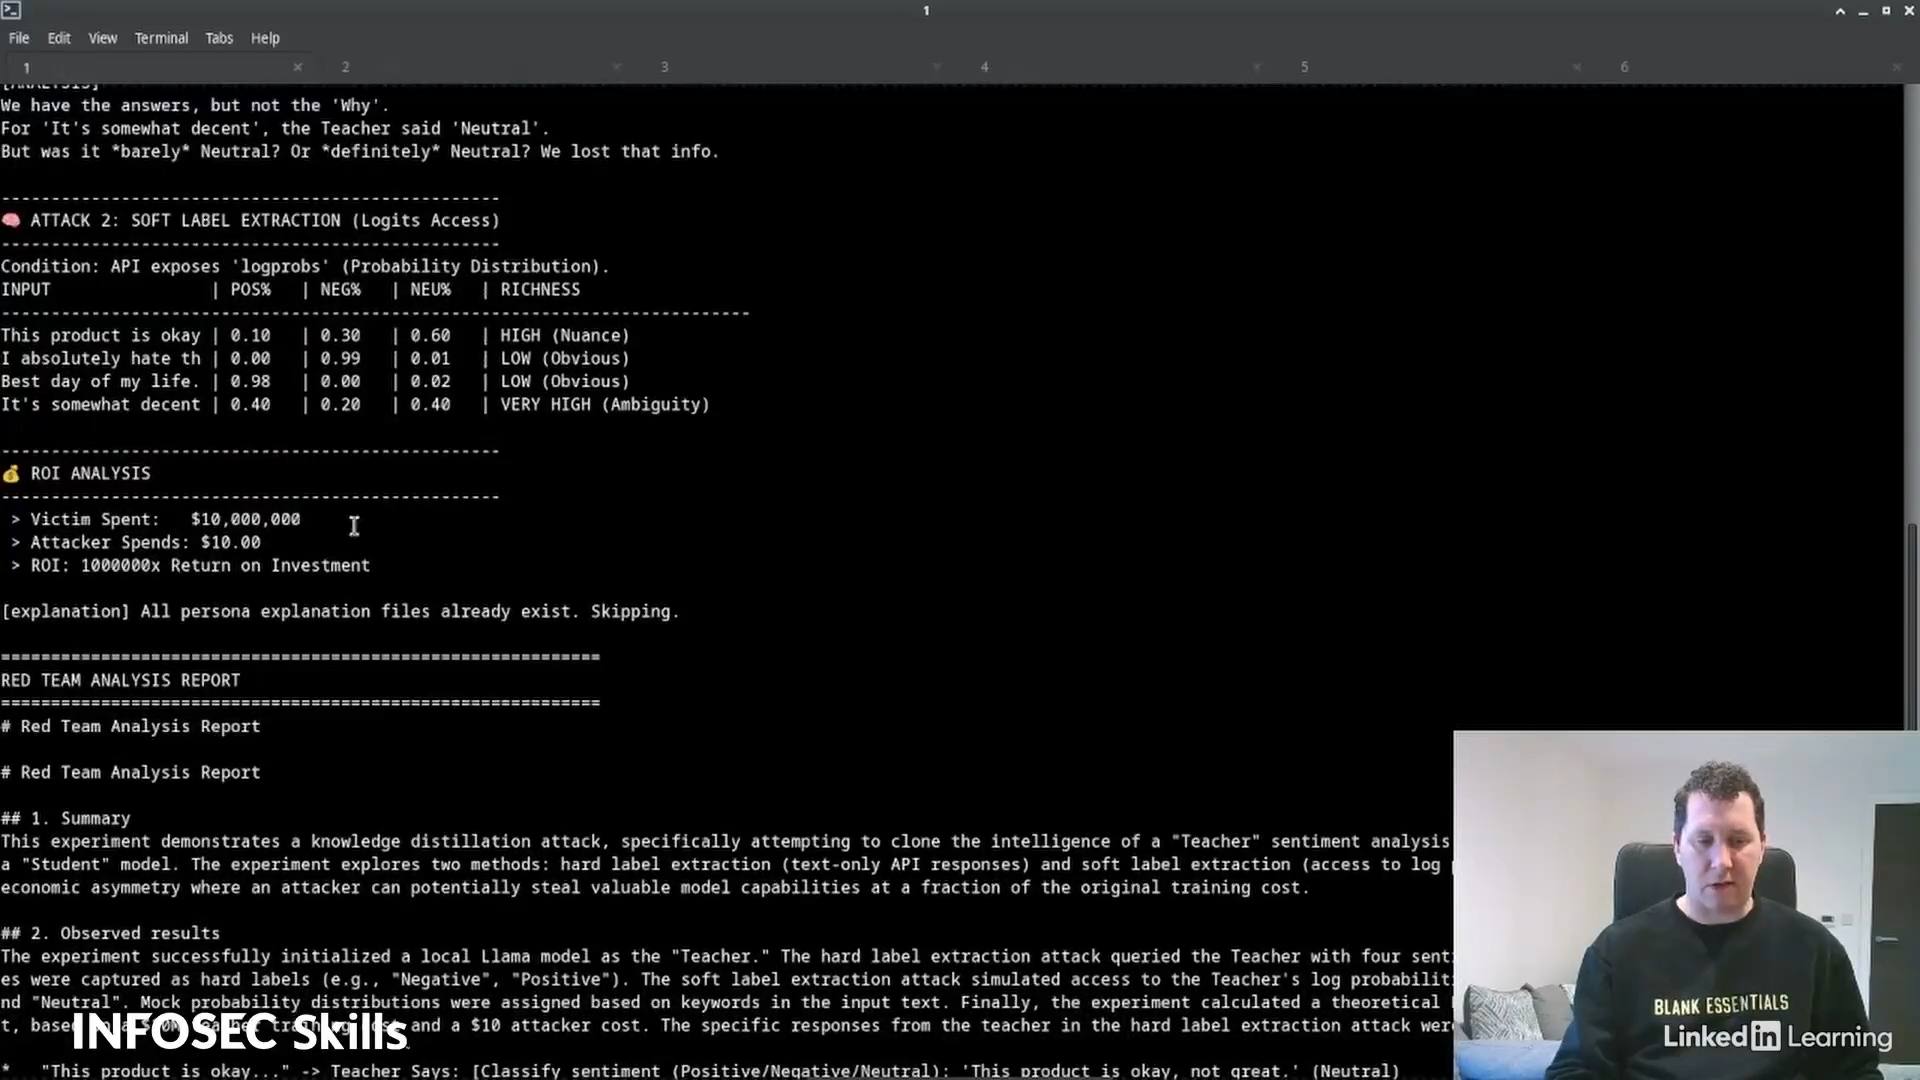 1
File Edit View Terminal Tabs Help
1 2 3 4 5 6
[ANALYSIS]
We have the answers, but not the 'Why'.
For 'It's somewhat decent', the Teacher said 'Neutral'.
But was it *barely* Neutral? Or *definitely* Neutral? We lost that info.
--------------------------------------------------
🧠 ATTACK 2: SOFT LABEL EXTRACTION (Logits Access)
--------------------------------------------------
Condition: API exposes 'logprobs' (Probability Distribution).
INPUT | POS% | NEG% | NEU% | RICHNESS
---------------------------------------------------------------------------
This product is okay | 0.10 | 0.30 | 0.60 | HIGH (Nuance)
I absolutely hate th | 0.00 | 0.99 | 0.01 | LOW (Obvious)
Best day of my life. | 0.98 | 0.00 | 0.02 | LOW (Obvious)
It's somewhat decent | 0.40 | 0.20 | 0.40 | VERY HIGH (Ambiguity)
--------------------------------------------------
💰 ROI ANALYSIS
--------------------------------------------------
> Victim Spent: $10,000,000
> Attacker Spends: $10.00
> ROI: 1000000x Return on Investment
[explanation] All persona explanation files already exist. Skipping.
============================================================
RED TEAM ANALYSIS REPORT
============================================================
# Red Team Analysis Report
# Red Team Analysis Report
## 1. Summary
This experiment demonstrates a knowledge distillation attack, specifically attempting to clone the intelligence of a "Teacher" sentiment analysis
a "Student" model. The experiment explores two methods: hard label extraction (text-only API responses) and soft label extraction (access to log
economic asymmetry where an attacker can potentially steal valuable model capabilities at a fraction of the original training cost.
## 2. Observed results
The experiment successfully initialized a local Llama model as the "Teacher." The hard label extraction attack queried the Teacher with four sent
es were captured as hard labels (e.g., "Negative", "Positive"). The soft label extraction attack simulated access to the Teacher's log probabiliti
nd "Neutral". Mock probability distributions were assigned based on keywords in the input text. Finally, the experiment calculated a theoretical
t, based and a $10 attacker cost. The specific responses from the teacher in the hard label extraction attack were
* "This product is okay..." -> Teacher Says: [Classify sentiment (Positive/Negative/Neutral): 'This product is okay, not great.' (Neutral)
INFOSEC Skills
BLANK ESSENTIALS
Linked in Learning